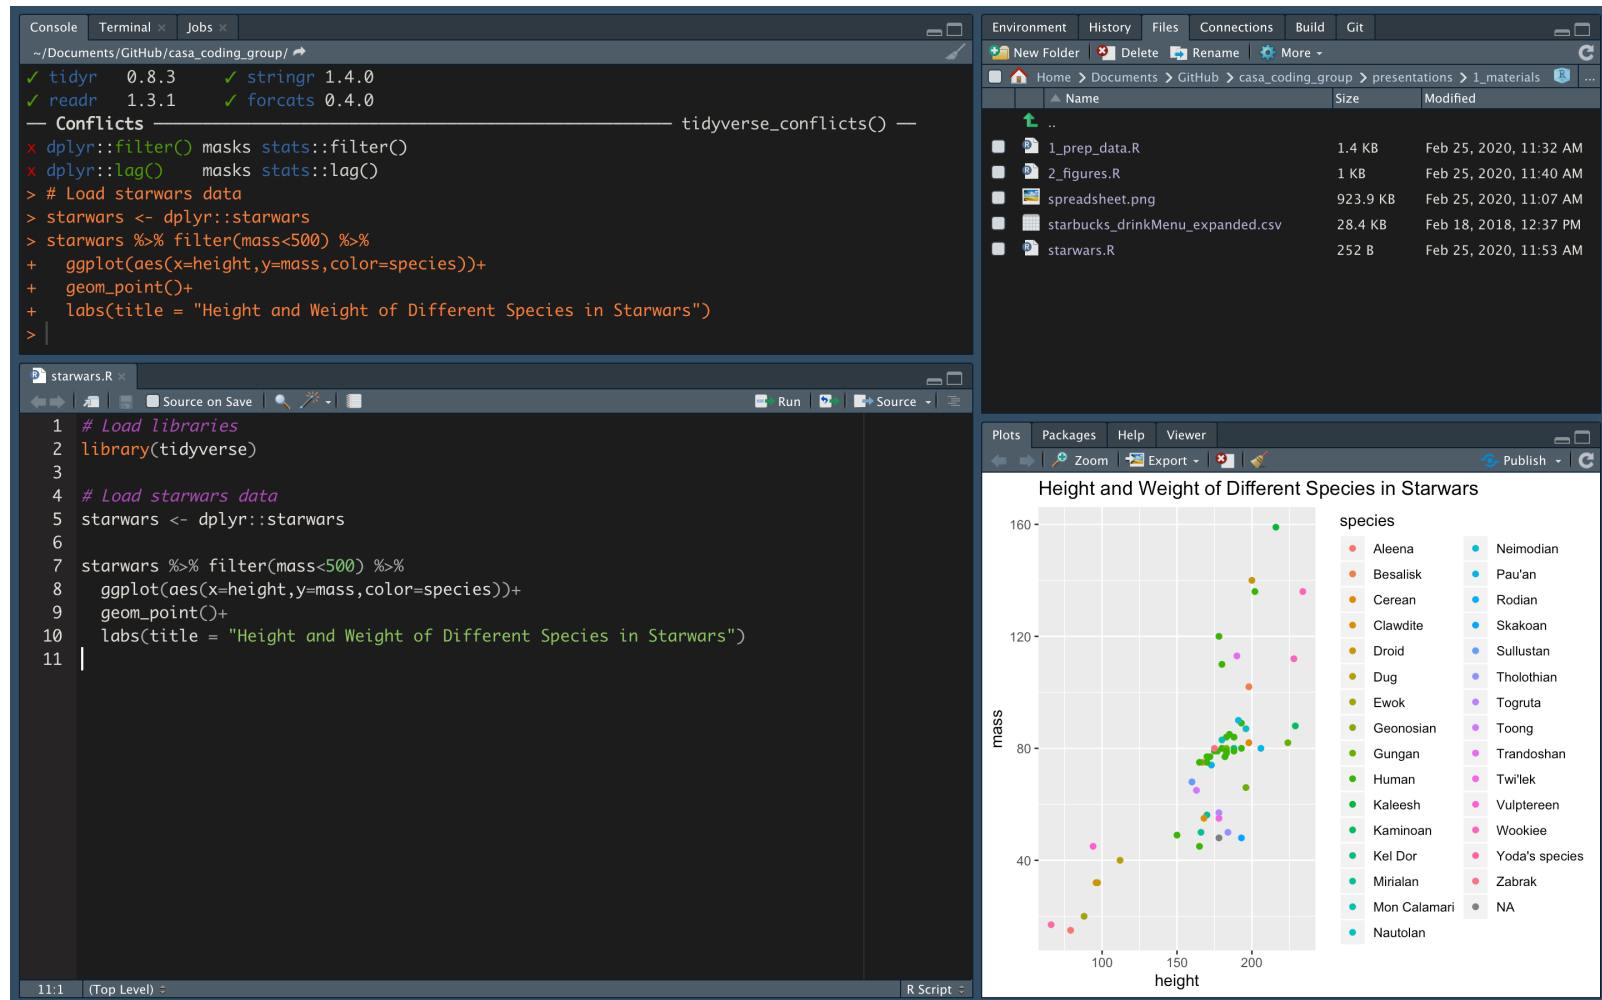 Console Terminal × Jobs ×
~/Documents/GitHub/casa_coding_group/
✓ tidyr 0.8.3 ✓ stringr 1.4.0
✓ readr 1.3.1 ✓ forcats 0.4.0
── Conflicts ── tidyverse_conflicts() ──
x dplyr::filter() masks stats::filter()
x dplyr::lag() masks stats::lag()
> # Load starwars data
> starwars <- dplyr::starwars
> starwars %>% filter(mass<500) %>%
+ ggplot(aes(x=height,y=mass,color=species))+
+ geom_point()+
+ labs(title = "Height and Weight of Different Species in Starwars")
>
starwars.R ×
Source on Save Run Source
1 # Load libraries
2 library(tidyverse)
3
4 # Load starwars data
5 starwars <- dplyr::starwars
6
7 starwars %>% filter(mass<500) %>%
8 ggplot(aes(x=height,y=mass,color=species))+
9 geom_point()+
10 labs(title = "Height and Weight of Different Species in Starwars")
11
11:1 (Top Level) R Script
Environment History Files Connections Build Git
New Folder Delete Rename More
Home > Documents > GitHub > casa_coding_group > presentations > 1_materials R ...
Name Size Modified
..
1_prep_data.R 1.4 KB Feb 25, 2020, 11:32 AM
2_figures.R 1 KB Feb 25, 2020, 11:40 AM
spreadsheet.png 923.9 KB Feb 25, 2020, 11:07 AM
starbucks_drinkMenu_expanded.csv 28.4 KB Feb 18, 2018, 12:37 PM
starwars.R 252 B Feb 25, 2020, 11:53 AM
Plots Packages Help Viewer
Zoom Export Publish
Height and Weight of Different Species in Starwars
160
120
80
40
mass
100 150 200
height
species
Aleena
Besalisk
Cerean
Clawdite
Droid
Dug
Ewok
Geonosian
Gungan
Human
Kaleesh
Kaminoan
Kel Dor
Mirialan
Mon Calamari
Nautolan
Neimodian
Pau'an
Rodian
Skakoan
Sullustan
Tholothian
Togruta
Toong
Trandoshan
Twi'lek
Vulptereen
Wookiee
Yoda's species
Zabrak
NA